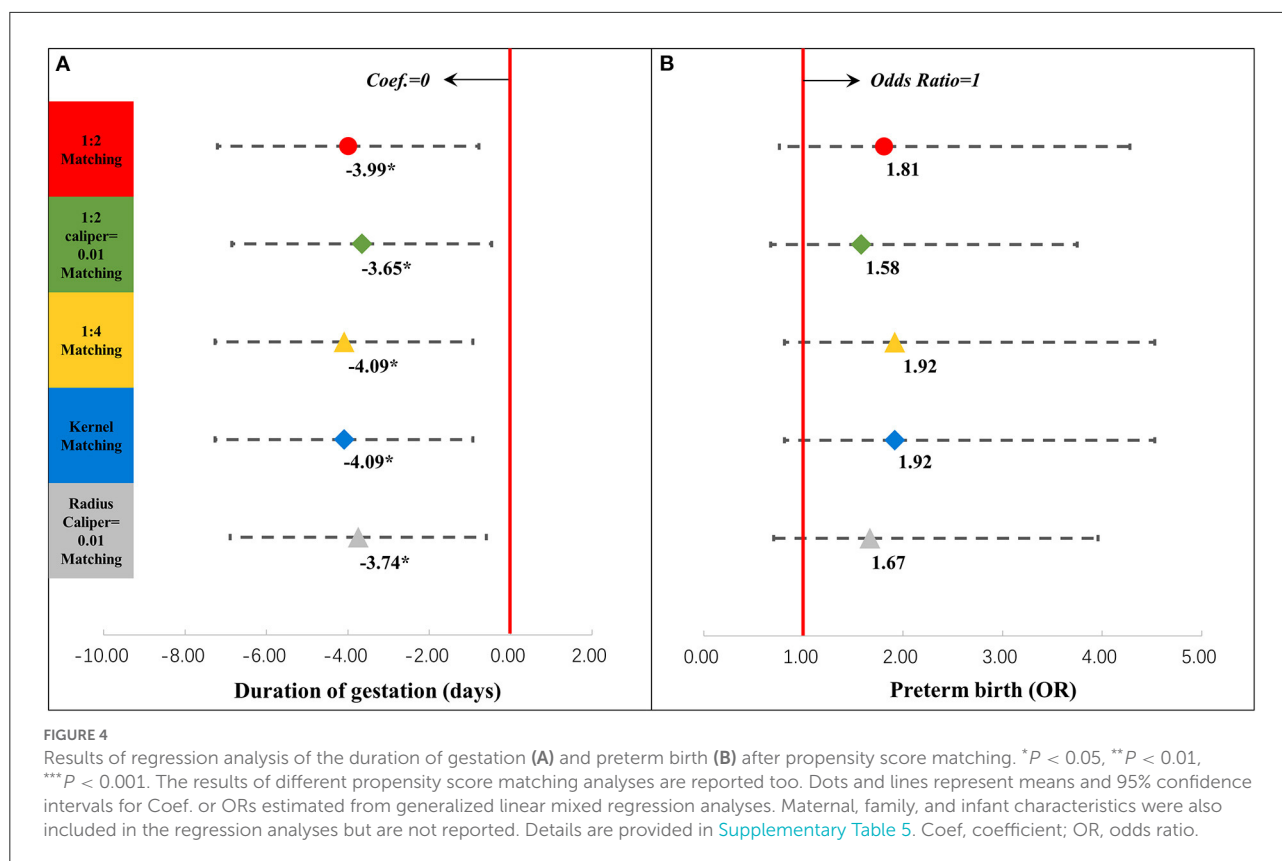 A
Coef.=0
1:2
Matching
-3.99*
1:2
caliper=
0.01
Matching
-3.65*
1:4
Matching
-4.09*
Kernel
Matching
-4.09*
Radius
Caliper=
0.01
Matching
-3.74*
-10.00 -8.00 -6.00 -4.00 -2.00 0.00 2.00
Duration of gestation (days)
B
Odds Ratio=1
1.81
1.58
1.92
1.92
1.67
0.00 1.00 2.00 3.00 4.00 5.00
Preterm birth (OR)
FIGURE 4
Results of regression analysis of the duration of gestation (A) and preterm birth (B) after propensity score matching. *P < 0.05, **P < 0.01,
***P < 0.001. The results of different propensity score matching analyses are reported too. Dots and lines represent means and 95% confidence
intervals for Coef. or ORs estimated from generalized linear mixed regression analyses. Maternal, family, and infant characteristics were also
included in the regression analyses but are not reported. Details are provided in Supplementary Table 5. Coef, coefficient; OR, odds ratio.